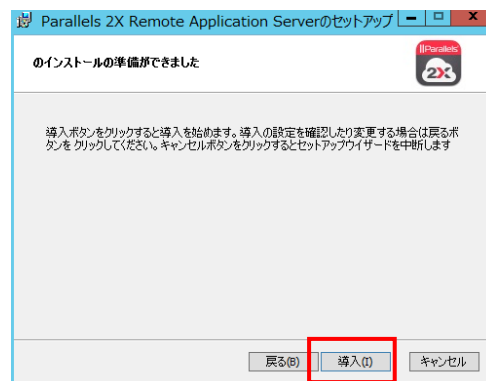 Parallels 2X Remote Application Serverのセットアップ
のインストールの準備ができました
||Parallels
2X
導入ボタンをクリックすると導入を始めます。導入の設定を確認したり変更する場合は戻るボ
タンを クリックしてください。キャンセルボタンをクリックするとセットアップウイザードを中断します
戻る(B)
導入(I)
キャンセル